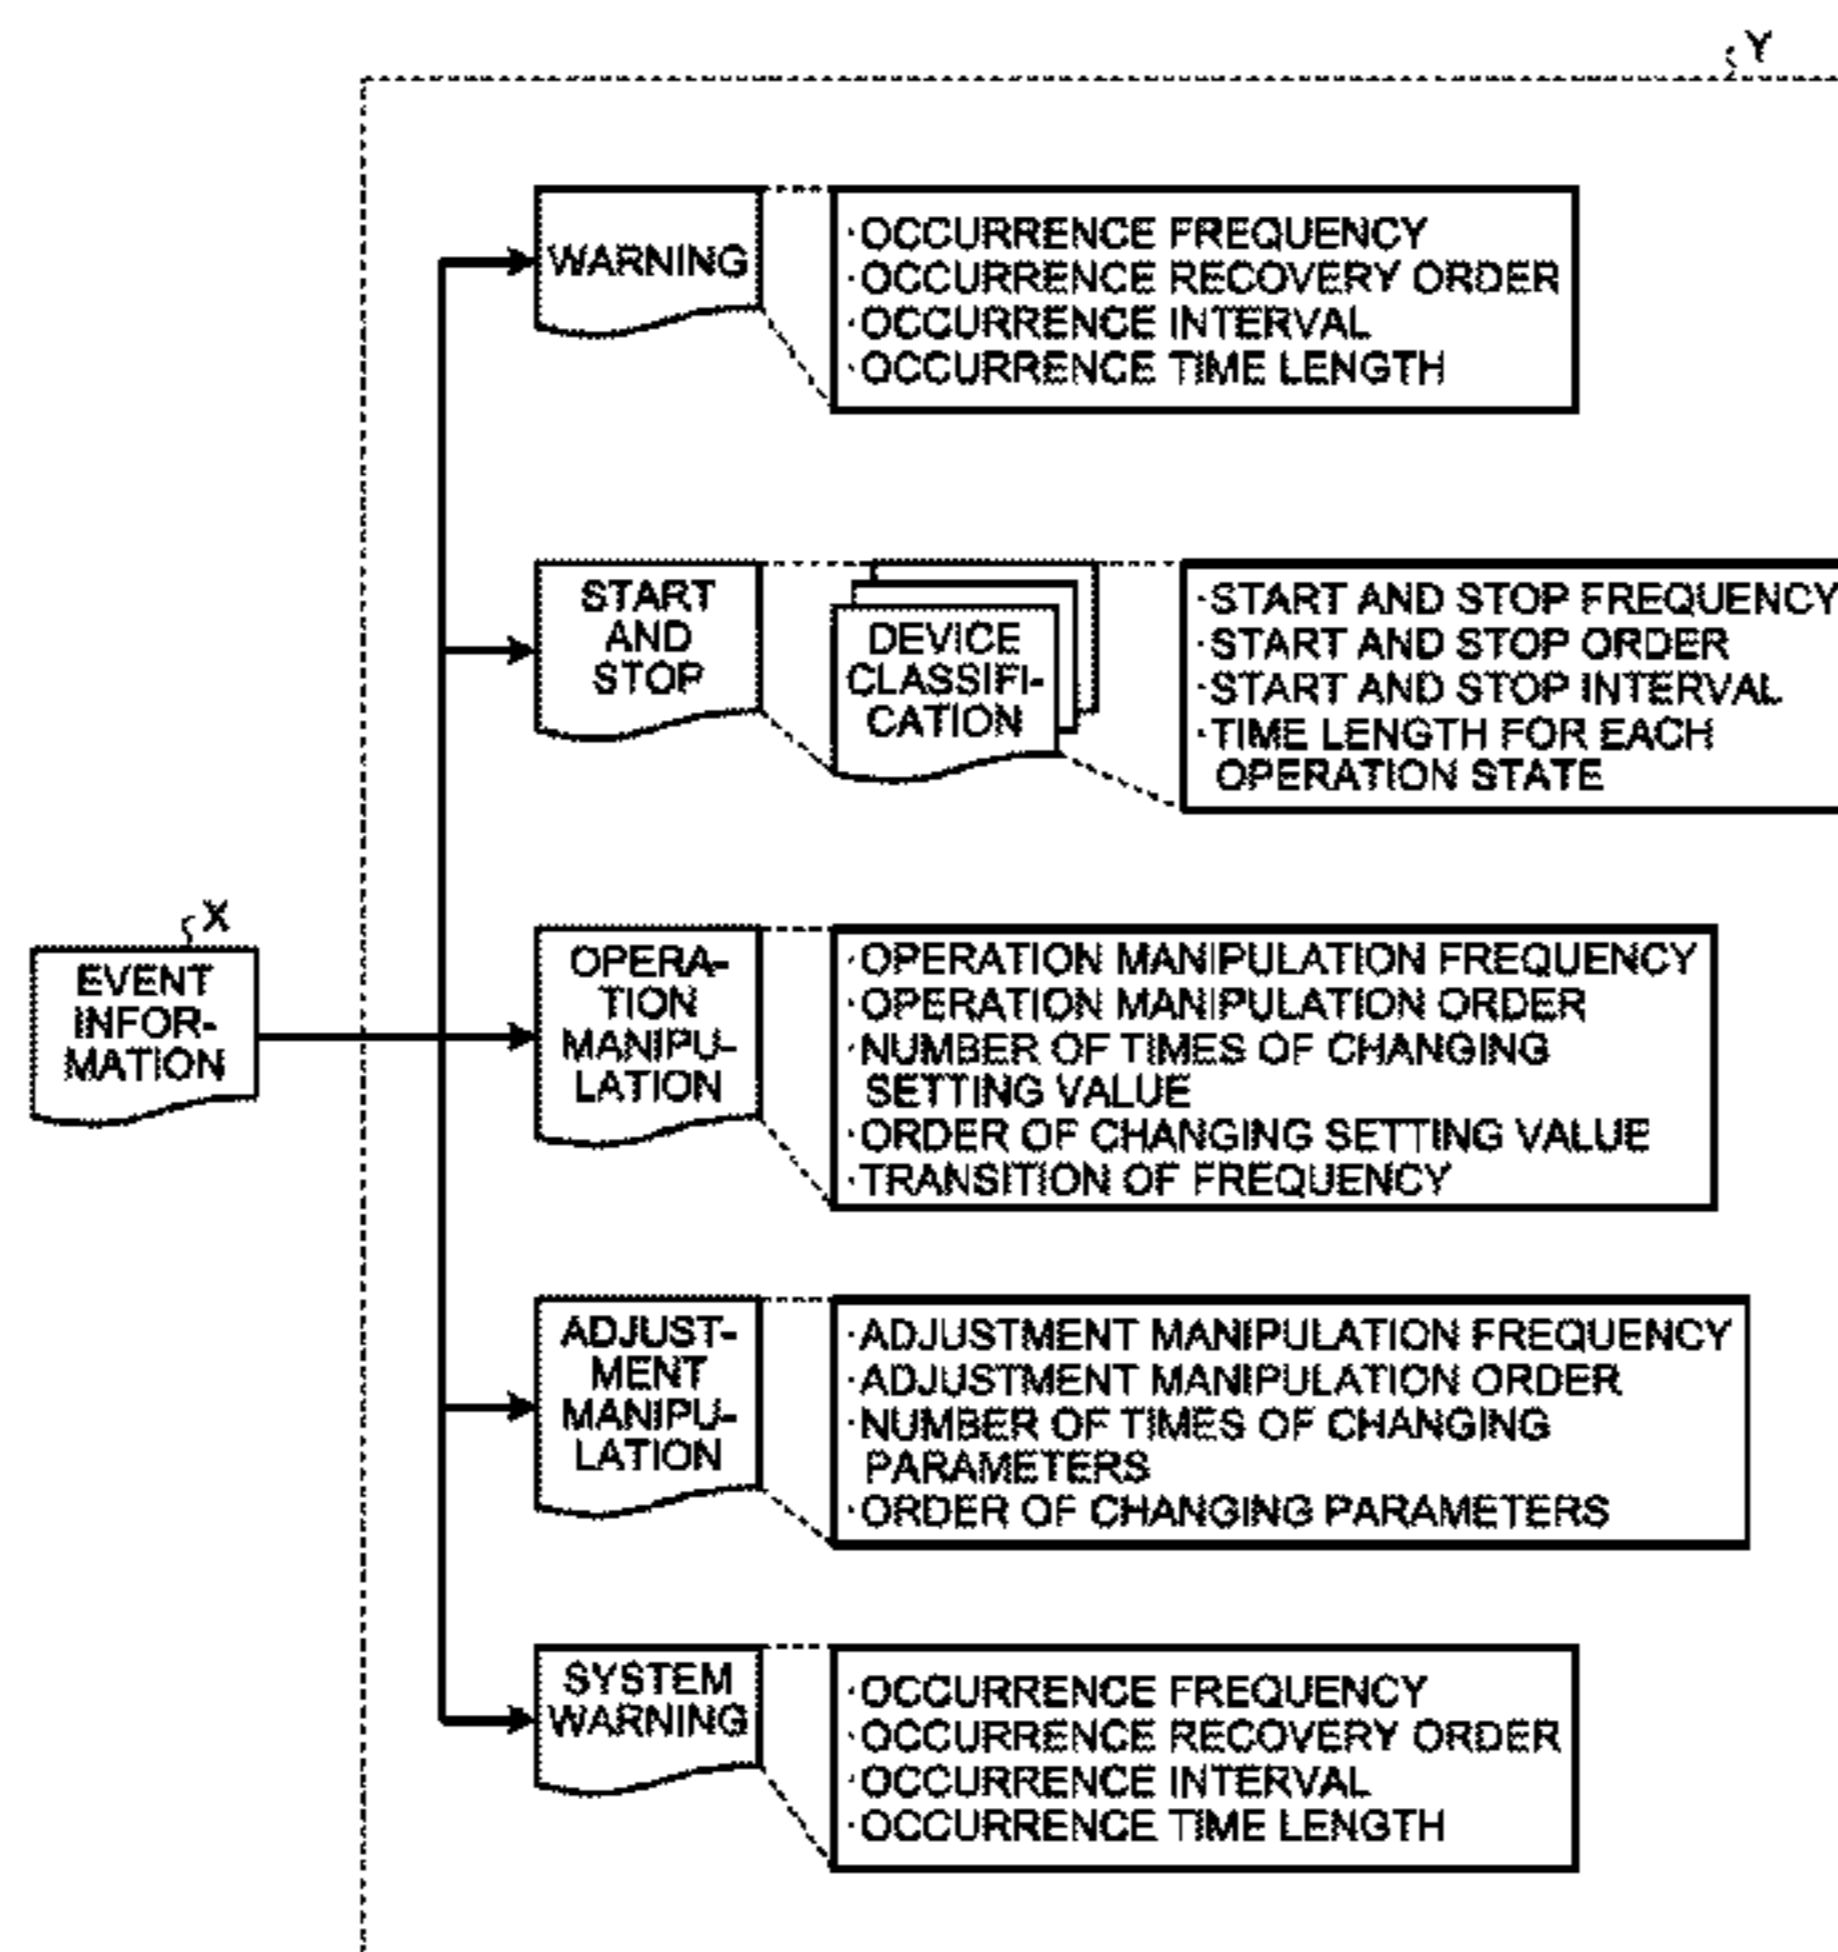 Y
WARNING
·OCCURRENCE FREQUENCY
·OCCURRENCE RECOVERY ORDER
·OCCURRENCE INTERVAL
·OCCURRENCE TIME LENGTH
START
AND
STOP
DEVICE
CLASSIFI-
CATION
·START AND STOP FREQUENCY
·START AND STOP ORDER
·START AND STOP INTERVAL
·TIME LENGTH FOR EACH
OPERATION STATE
X
EVENT
INFOR-
MATION
OPERA-
TION
MANIPU-
LATION
·OPERATION MANIPULATION FREQUENCY
·OPERATION MANIPULATION ORDER
·NUMBER OF TIMES OF CHANGING
SETTING VALUE
·ORDER OF CHANGING SETTING VALUE
·TRANSITION OF FREQUENCY
ADJUST-
MENT
MANIPU-
LATION
·ADJUSTMENT MANIPULATION FREQUENCY
·ADJUSTMENT MANIPULATION ORDER
·NUMBER OF TIMES OF CHANGING
PARAMETERS
·ORDER OF CHANGING PARAMETERS
SYSTEM
WARNING
·OCCURRENCE FREQUENCY
·OCCURRENCE RECOVERY ORDER
·OCCURRENCE INTERVAL
·OCCURRENCE TIME LENGTH